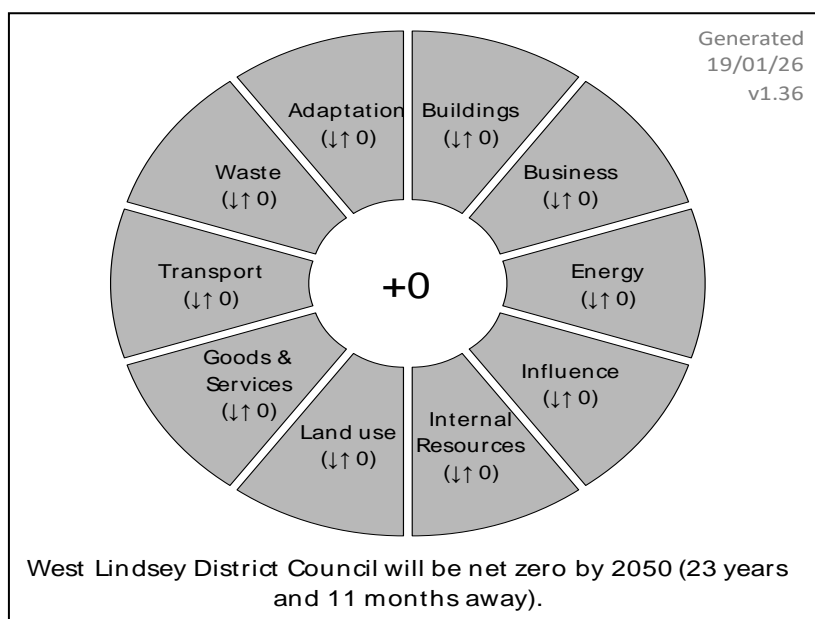 Generated
19/01/26
v1.36
Adaptation
(↓↑ 0)
Buildings
(↓↑ 0)
Waste
(↓↑ 0)
Business
(↓↑ 0)
Transport
(↓↑ 0)
+0
Energy
(↓↑ 0)
Goods &
Services
(↓↑ 0)
Influence
(↓↑ 0)
Land use
(↓↑ 0)
Internal
Resources
(↓↑ 0)
West Lindsey District Council will be net zero by 2050 (23 years
and 11 months away).